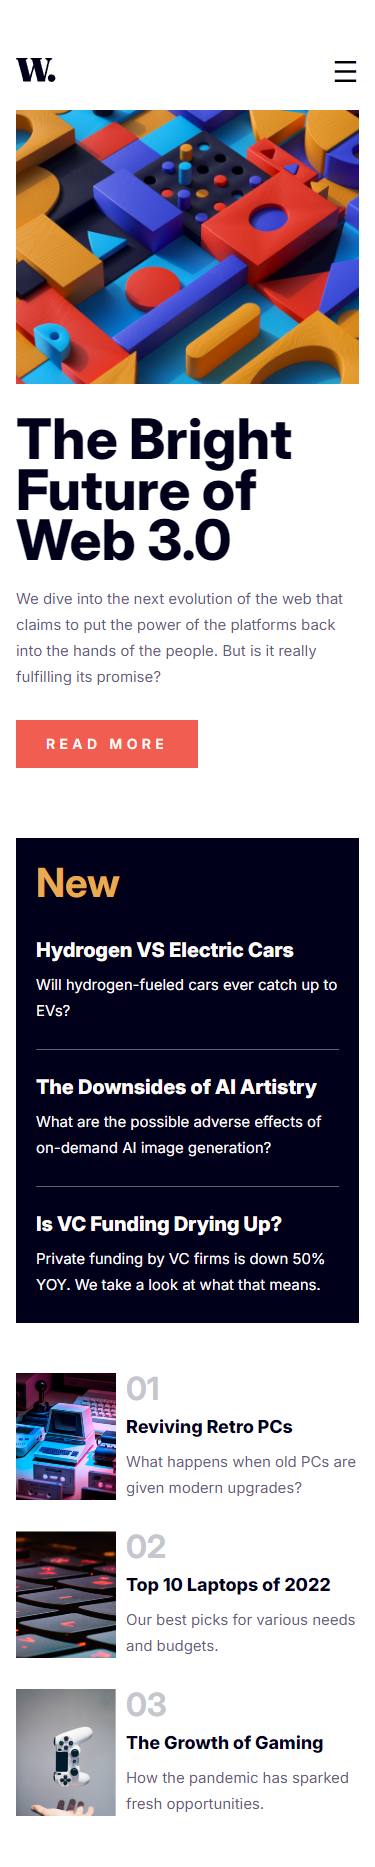 W.
The Bright
Future of
Web 3.0
We dive into the next evolution of the web that
claims to put the power of the platforms back
into the hands of the people. But is it really
fulfilling its promise?
READ MORE
New
Hydrogen VS Electric Cars
Will hydrogen-fueled cars ever catch up to
EVs?
The Downsides of AI Artistry
What are the possible adverse effects of
on-demand AI image generation?
Is VC Funding Drying Up?
Private funding by VC firms is down 50%
YOY. We take a look at what that means.
01
Reviving Retro PCs
What happens when old PCs are
given modern upgrades?
02
Top 10 Laptops of 2022
Our best picks for various needs
and budgets.
03
The Growth of Gaming
How the pandemic has sparked
fresh opportunities.